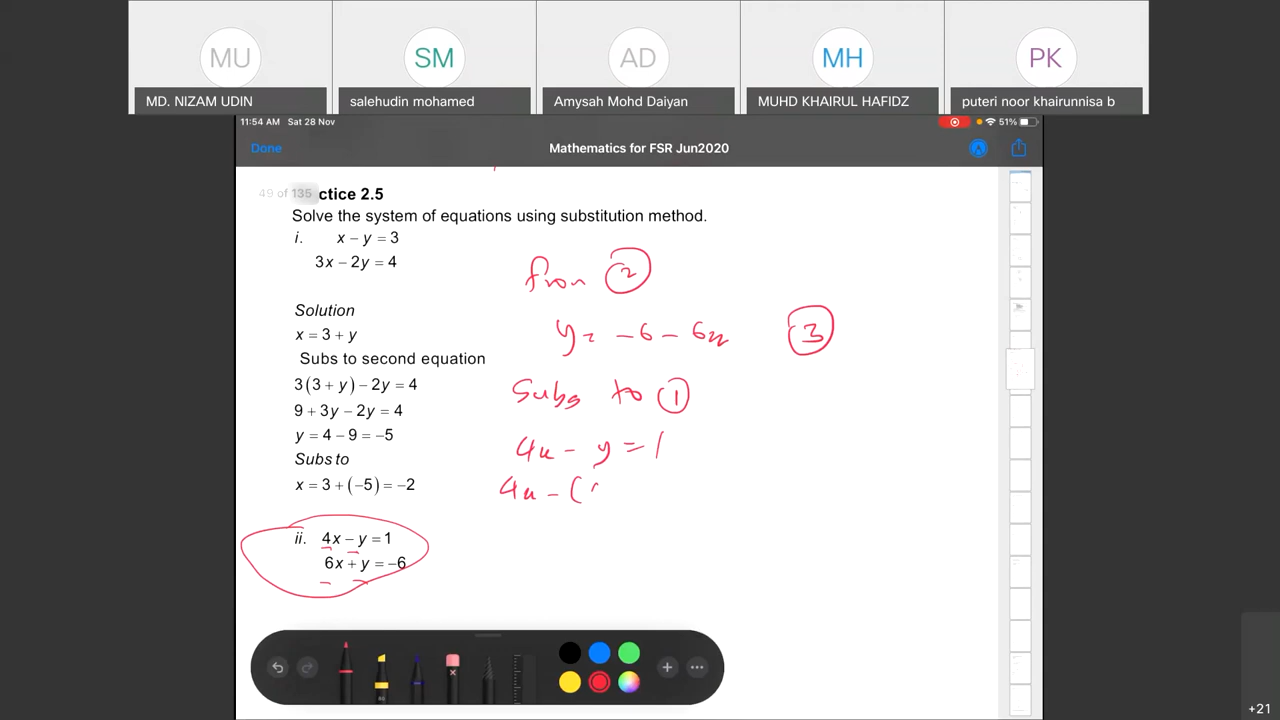 MU
SM
AD
MH
PK
MD. NIZAM UDIN
salehudin mohamed
Amysah Mohd Daiyan
MUHD KHAIRUL HAFIDZ
puteri noor khairunnisa b
11:54 AM Sat 28 Nov
51%
Done
Mathematics for FSR Jun2020
49 of 135
ctice 2.5
Solve the system of equations using substitution method.
i. x − y = 3
3x − 2y = 4
Solution
x = 3 + y
Subs to second equation
3(3 + y) − 2y = 4
9 + 3y − 2y = 4
y = 4 − 9 = −5
Subs to
x = 3 + (−5) = −2
ii. 4x − y = 1
6x + y = −6
from 2
y = −6 − 6x 3
Subs to 1
4x − y = 1
4x − (
+21